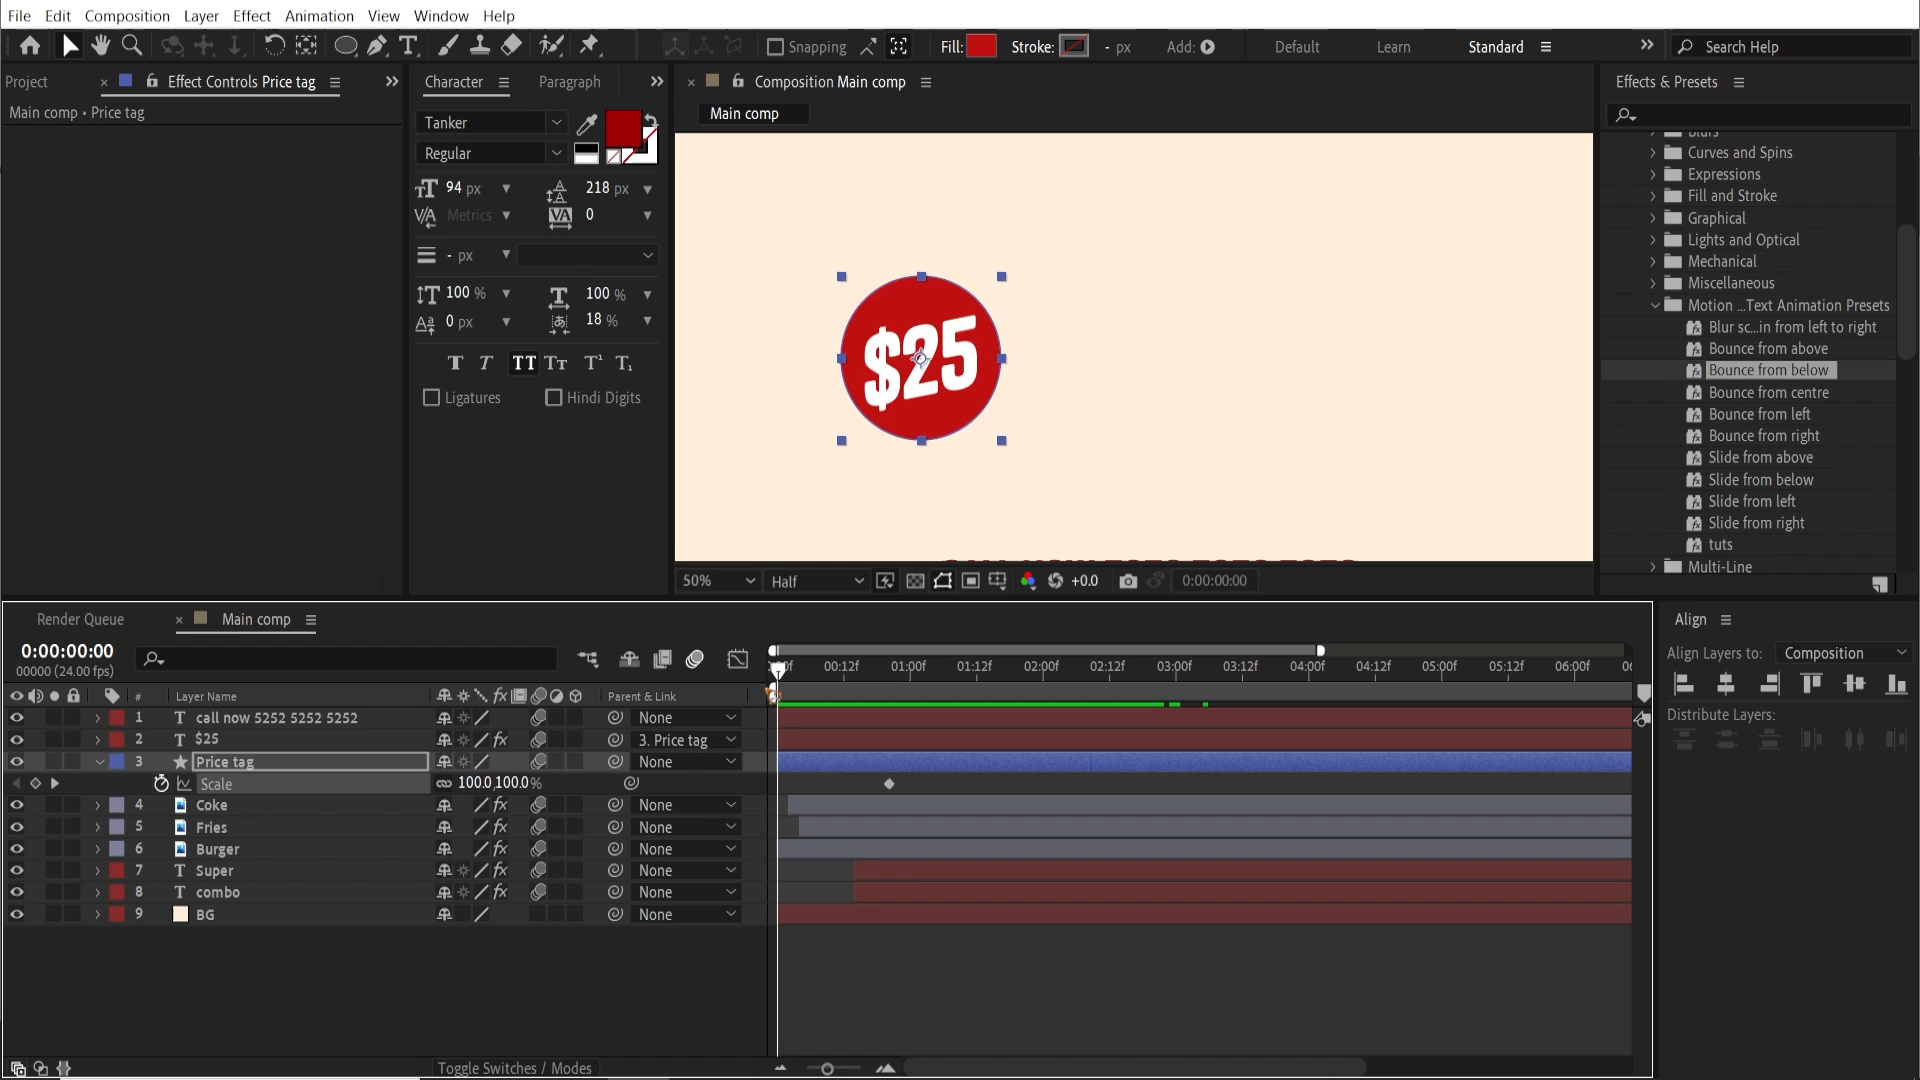 File Edit Composition Layer Effect Animation View Window Help
Snapping Fill: Stroke: - px Add: Default Learn Standard Search Help
Project Effect Controls Price tag
Main comp • Price tag
Character Paragraph
Tanker
Regular
94 px 218 px
Metrics 0
- px
100 % 100 %
0 px 18 %
Ligatures Hindi Digits
Composition Main comp
Main comp
$25
50% Half +0.0 0:00:00:00
Effects & Presets
Blurs
Curves and Spins
Expressions
Fill and Stroke
Graphical
Lights and Optical
Mechanical
Miscellaneous
Motion ...Text Animation Presets
Blur sc...in from left to right
Bounce from above
Bounce from below
Bounce from centre
Bounce from left
Bounce from right
Slide from above
Slide from below
Slide from left
Slide from right
tuts
Multi-Line
Render Queue Main comp
0:00:00:00
00000 (24.00 fps)
00:12f 01:00f 01:12f 02:00f 02:12f 03:00f 03:12f 04:00f 04:12f 05:00f 05:12f 06:00f
# Layer Name Parent & Link
1 T call now 5252 5252 5252 None
2 T $25 3. Price tag
3 Price tag None
Scale 100.0,100.0 %
4 Coke None
5 Fries None
6 Burger None
7 T Super None
8 T combo None
9 BG None
Toggle Switches / Modes
Align
Align Layers to: Composition
Distribute Layers: